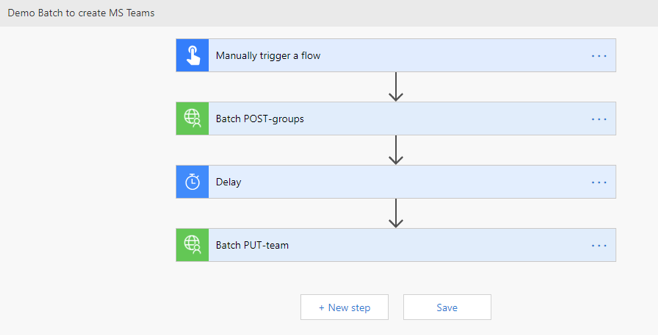 Demo Batch to create MS Teams
Manually trigger a flow
Batch POST-groups
Delay
Batch PUT-team
+ New step
Save